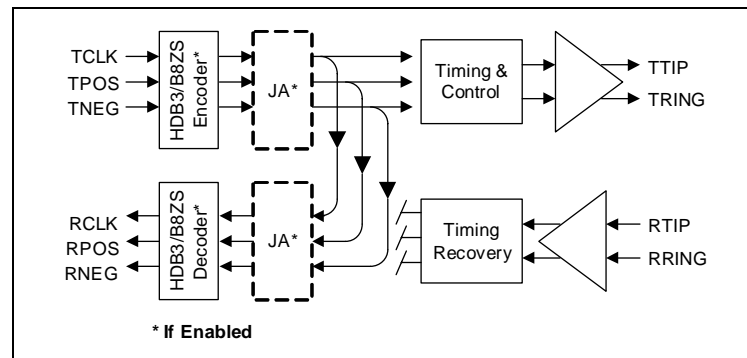 TCLK
TPOS
TNEG
HDB3/B8ZS
Encoder*
JA*
Timing &
Control
TTIP
TRING
RCLK
RPOS
RNEG
HDB3/B8ZS
Decoder*
JA*
Timing
Recovery
RTIP
RRING
* If Enabled